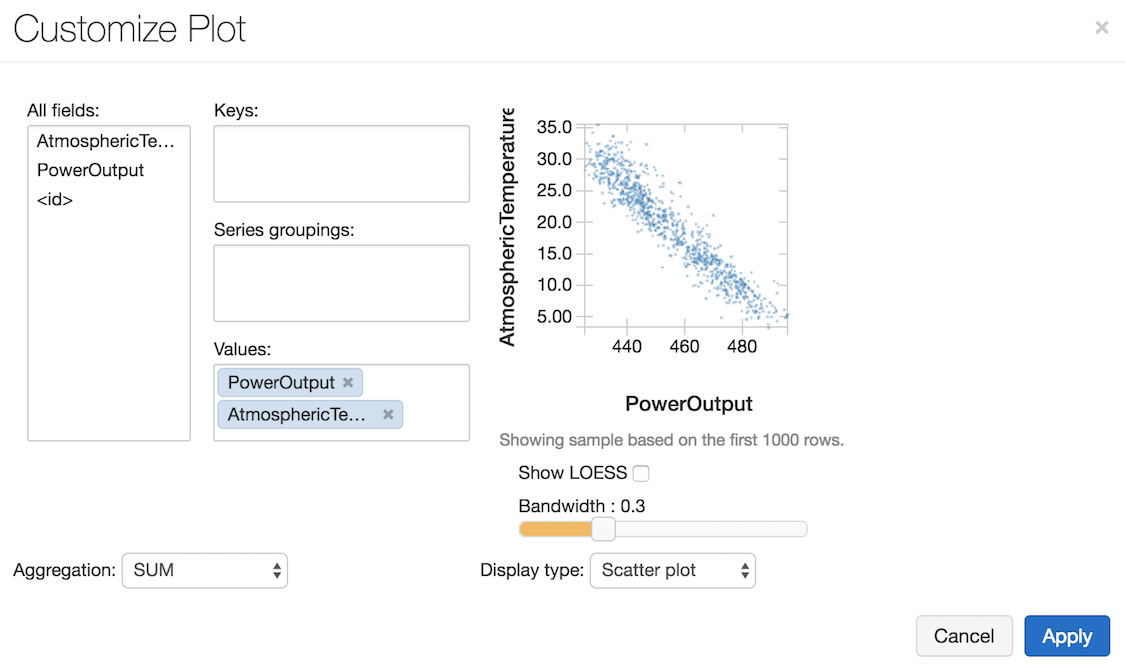 Customize Plot
×
All fields:
AtmosphericTe...
PowerOutput
<id>
Keys:
Series groupings:
Values:
PowerOutput ×
AtmosphericTe... ×
AtmosphericTemperature
35.0
30.0
25.0
20.0
15.0
10.0
5.00
440 460 480
PowerOutput
Showing sample based on the first 1000 rows.
Show LOESS
Bandwidth : 0.3
Aggregation: SUM
Display type: Scatter plot
Cancel Apply